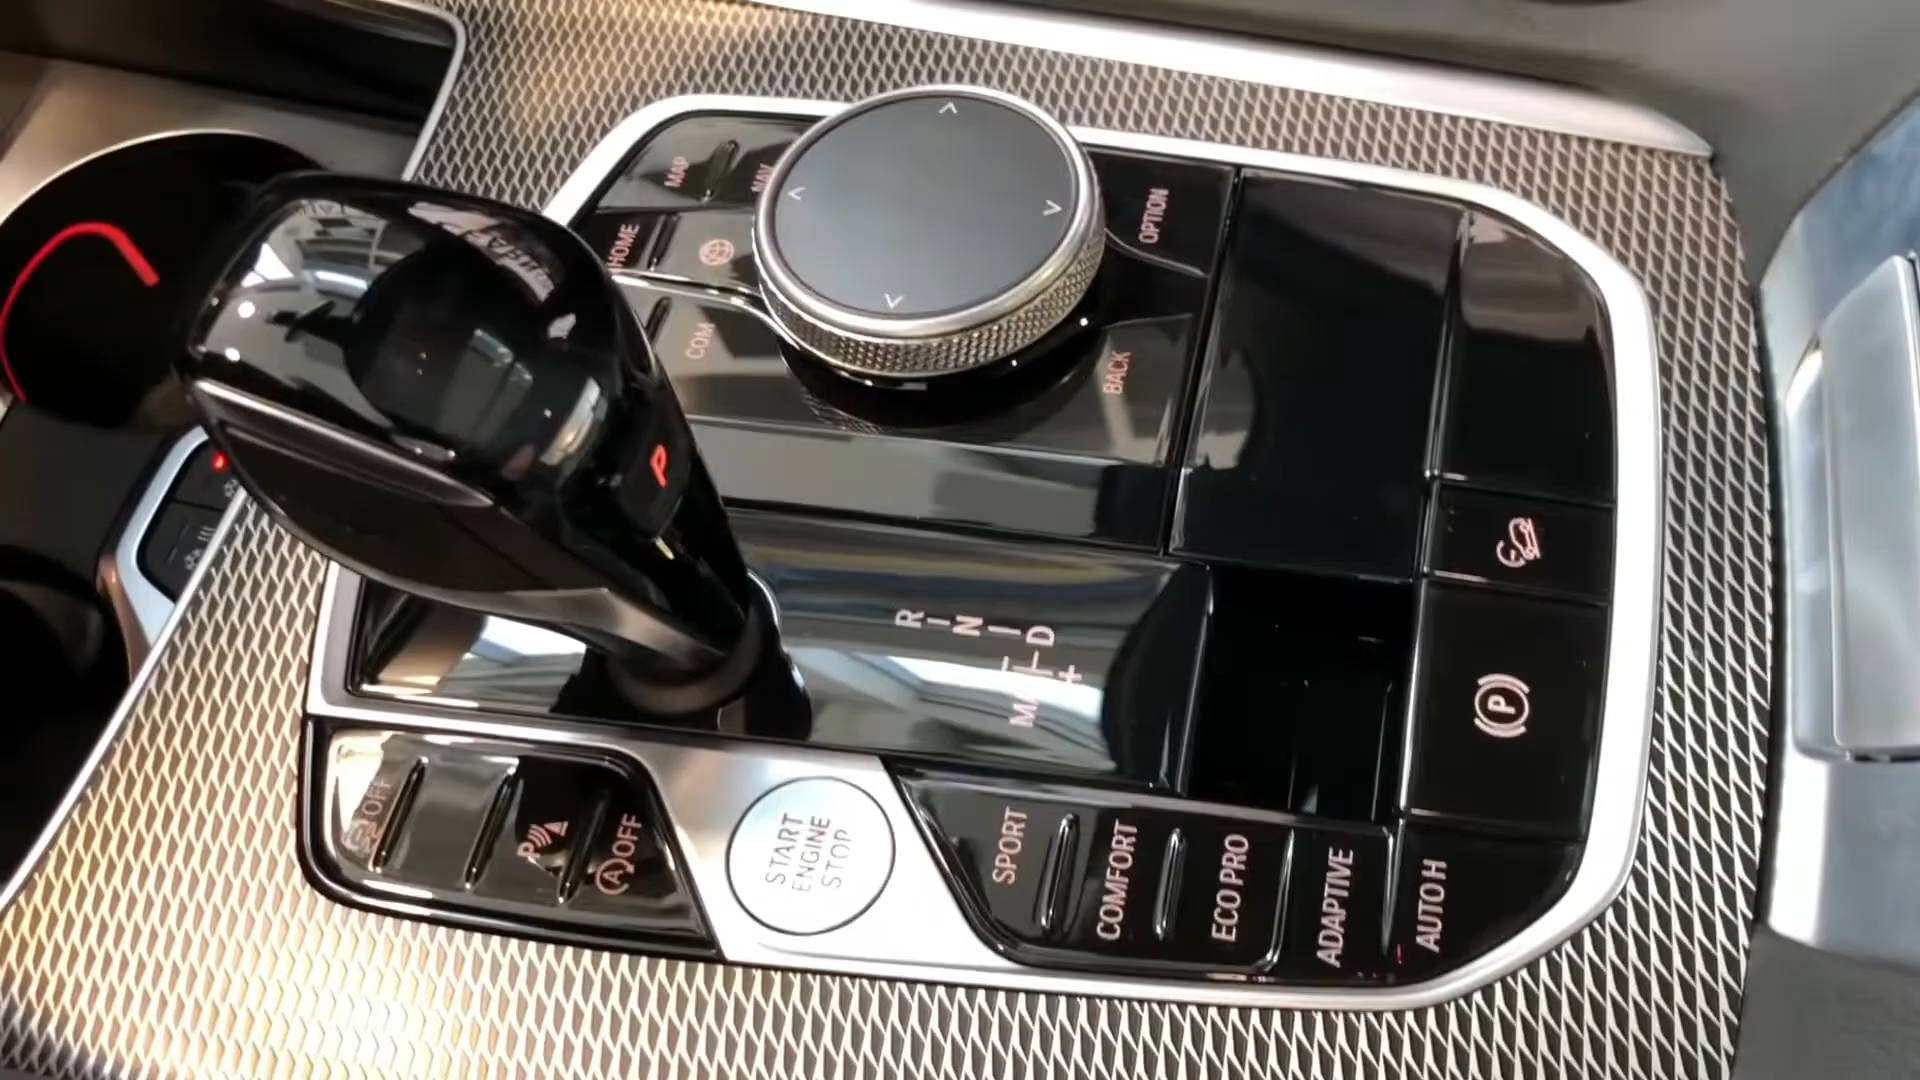 MAP
NAV
HOME
COM
OPTION
BACK
P
R
N
D
M/
+
P
OFF
P
A OFF
START
ENGINE
STOP
SPORT
COMFORT
ECO PRO
ADAPTIVE
AUTO H